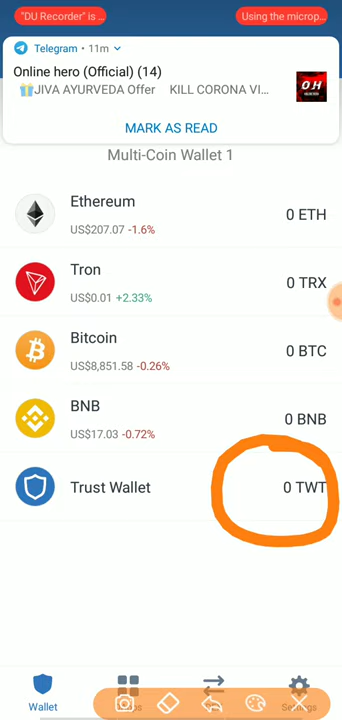 "DU Recorder" is ...
Using the microp...
Telegram • 11m
Online hero (Official) (14)
🎁JIVA AYURVEDA Offer KILL CORONA VI...
OH
MARK AS READ
Multi-Coin Wallet 1
Ethereum
0 ETH
US$207.07 -1.6%
Tron
0 TRX
US$0.01 +2.33%
Bitcoin
0 BTC
US$8,851.58 -0.26%
BNB
0 BNB
US$17.03 -0.72%
Trust Wallet
0 TWT
Wallet